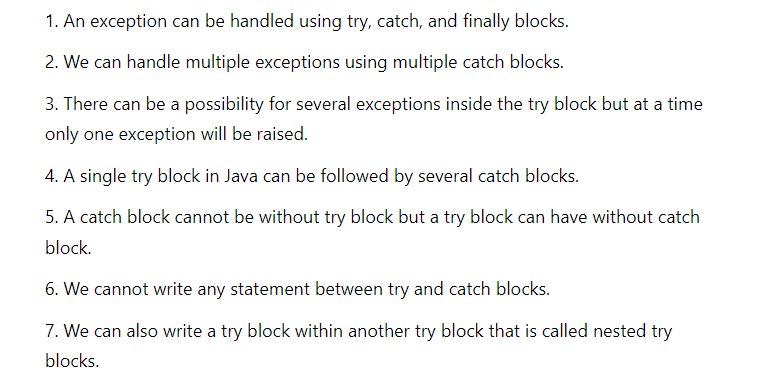 1. An exception can be handled using try, catch, and finally blocks.
2. We can handle multiple exceptions using multiple catch blocks.
3. There can be a possibility for several exceptions inside the try block but at a time
only one exception will be raised.
4. A single try block in Java can be followed by several catch blocks.
5. A catch block cannot be without try block but a try block can have without catch
block.
6. We cannot write any statement between try and catch blocks.
7. We can also write a try block within another try block that is called nested try
blocks.